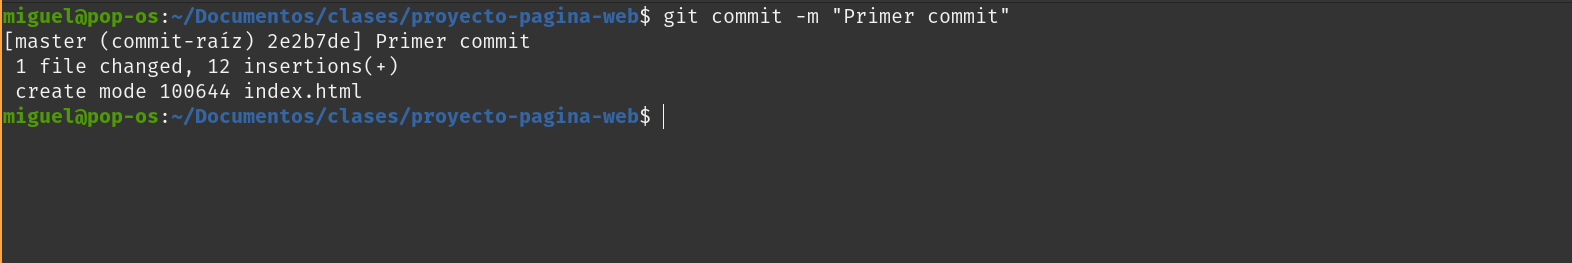 miguel@pop-os:~/Documentos/clases/proyecto-pagina-web$ git commit -m "Primer commit"
[master (commit-raíz) 2e2b7de] Primer commit
 1 file changed, 12 insertions(+)
 create mode 100644 index.html
miguel@pop-os:~/Documentos/clases/proyecto-pagina-web$